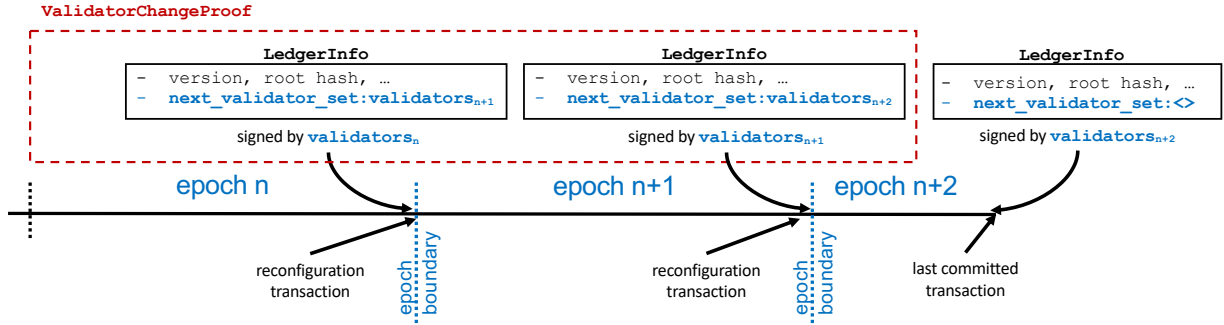 ValidatorChangeProof
LedgerInfo
– version, root hash, …
– next_validator_set:validatorsn+1
signed by validatorsn
LedgerInfo
– version, root hash, …
– next_validator_set:validatorsn+2
signed by validatorsn+1
LedgerInfo
– version, root hash, …
– next_validator_set:<>
signed by validatorsn+2
epoch n
epoch n+1
epoch n+2
reconfiguration
transaction
epoch
boundary
reconfiguration
transaction
epoch
boundary
last committed
transaction